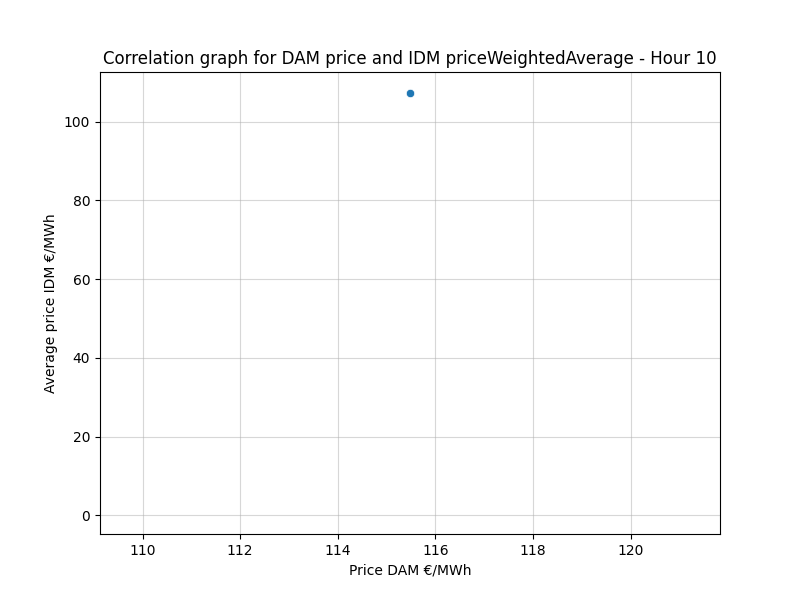 Correlation graph for DAM price and IDM priceWeightedAverage - Hour 10
100
80
60
40
20
0
Average price IDM €/MWh
110 112 114 116 118 120
Price DAM €/MWh